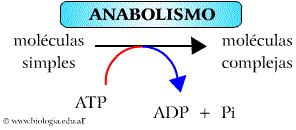 ANABOLISMO
moléculas simples
moléculas complejas
ATP
ADP + Pi
© www.biologia.edu.ar